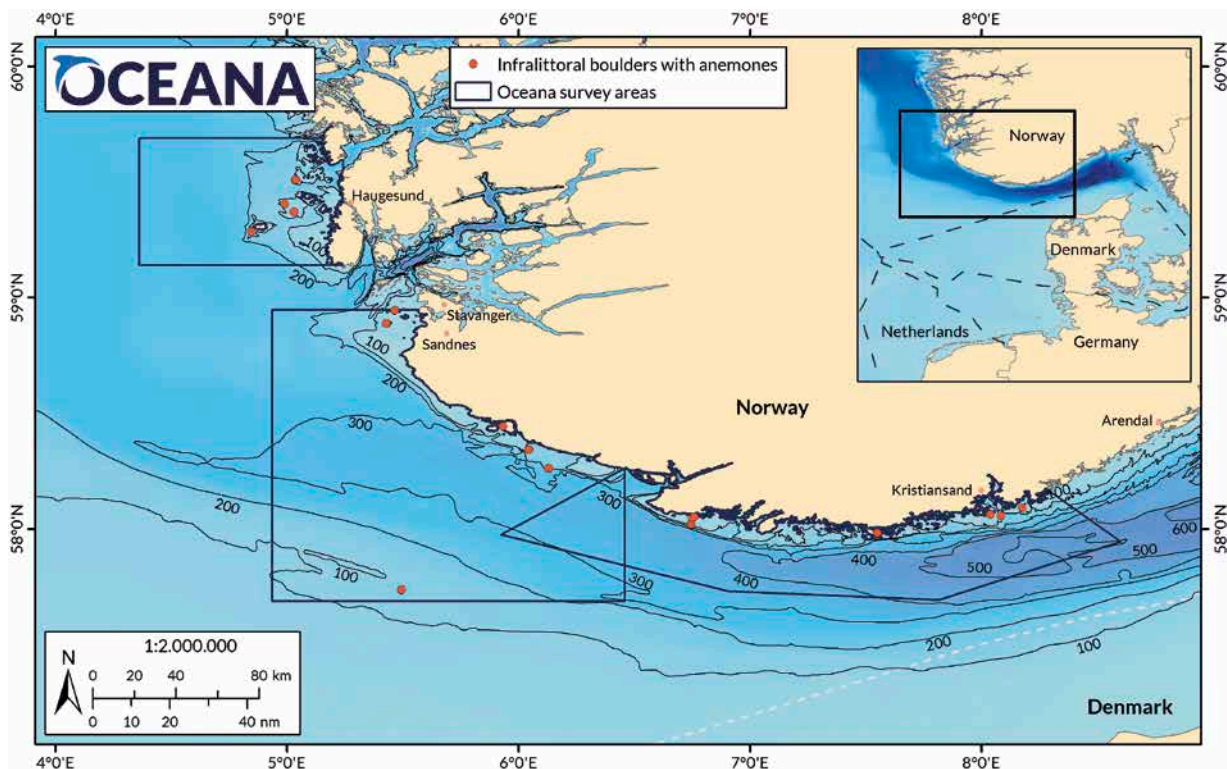 4°0'E 5°0'E 6°0'E 7°0'E 8°0'E
60°0'N
60°0'N
OCEANA
Infralittoral boulders with anemones
Oceana survey areas
Norway
Denmark
Netherlands
Germany
Haugesund
100
200
59°0'N
59°0'N
Stavanger
100
Sandnes
200
Norway
Arendal
300
Kristiansand
100
300
200
58°0'N
58°0'N
600
500
400
400
500
300
100
200
100
1:2.000.000
N
0 20 40 80 km
0 10 20 40 nm
Denmark
4°0'E 5°0'E 6°0'E 7°0'E 8°0'E